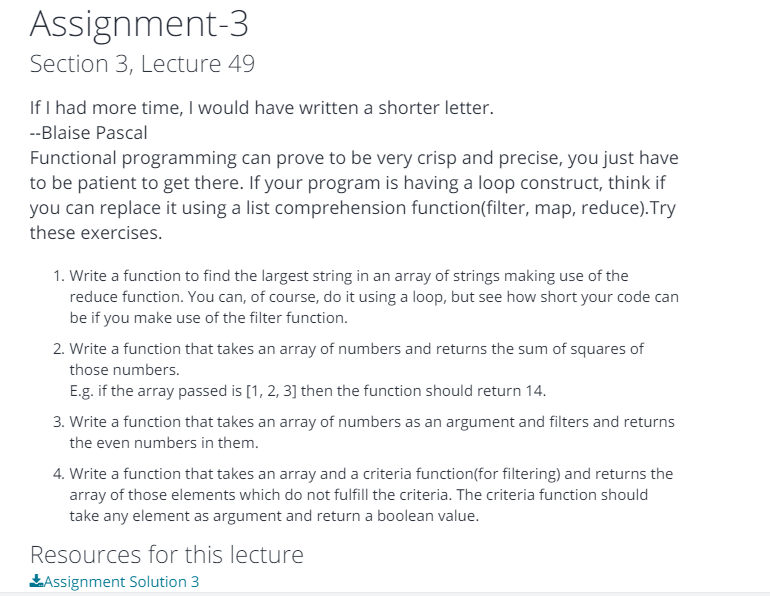 Assignment-3
Section 3, Lecture 49
If I had more time, I would have written a shorter letter.
--Blaise Pascal
Functional programming can prove to be very crisp and precise, you just have
to be patient to get there. If your program is having a loop construct, think if
you can replace it using a list comprehension function(filter, map, reduce).Try
these exercises.
1. Write a function to find the largest string in an array of strings making use of the
reduce function. You can, of course, do it using a loop, but see how short your code can
be if you make use of the filter function.
2. Write a function that takes an array of numbers and returns the sum of squares of
those numbers.
E.g. if the array passed is [1, 2, 3] then the function should return 14.
3. Write a function that takes an array of numbers as an argument and filters and returns
the even numbers in them.
4. Write a function that takes an array and a criteria function(for filtering) and returns the
array of those elements which do not fulfill the criteria. The criteria function should
take any element as argument and return a boolean value.
Resources for this lecture
Assignment Solution 3